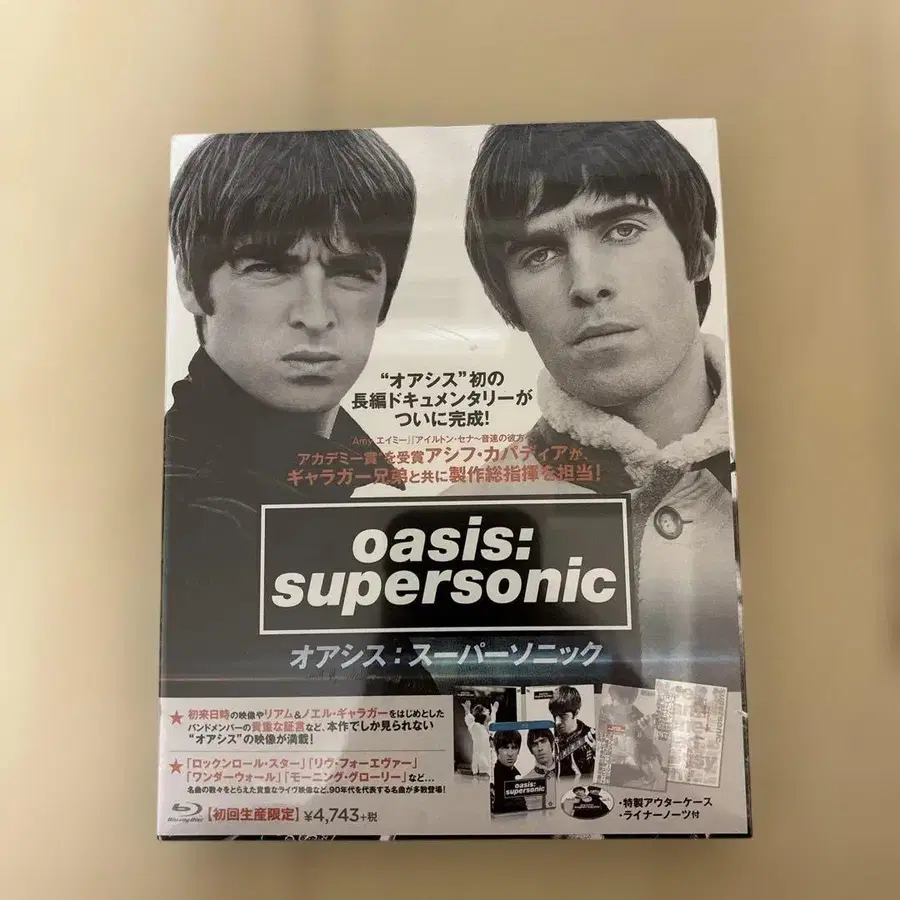 “オアシス”初の
長編ドキュメンタリーが
ついに完成!
「Amy エイミー」「アイルトン・セナ～音速の彼方
アカデミー賞®を受賞アシフ・カパディアが、
ギャラガー兄弟と共に製作総指揮を担当!
oasis:
supersonic
オアシス:スーパーソニック
★初来日時の映像やリアム&ノエル・ギャラガーをはじめとした
バンドメンバーの貴重な証言など、本作でしか見られない
“オアシス”の映像が満載!
★「ロックンロール・スター」「リヴ・フォーエヴァー」
「ワンダーウォール」「モーニング・グローリー」など…
名曲の数々をとらえた貴重なライヴ映像など、90年代を代表する名曲が多数登場!
Blu-ray Disc 【初回生産限定】 ¥4,743+税
oasis:
supersonic
・特製アウターケース
・ライナーノーツ付